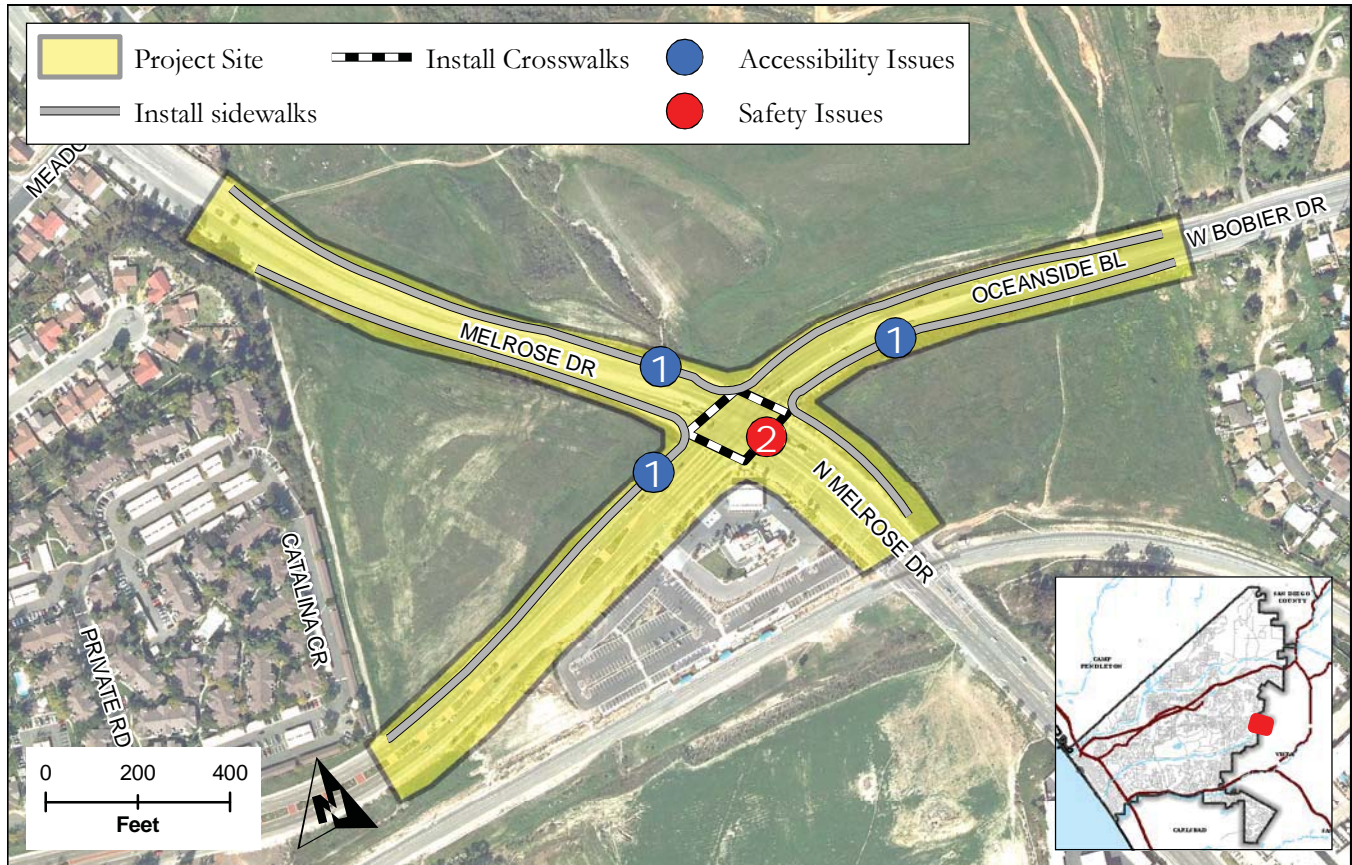 Project Site
Install Crosswalks
Accessibility Issues
Install sidewalks
Safety Issues
MEADO
W BOBIER DR
OCEANSIDE BL
MELROSE DR
1
1
2
1
N MELROSE DR
CATALINA CR
PRIVATE RD
0 200 400
Feet
N
SAN DIEGO
COUNTY
CAMP
PENDLETON
VISTA
CARLSBAD